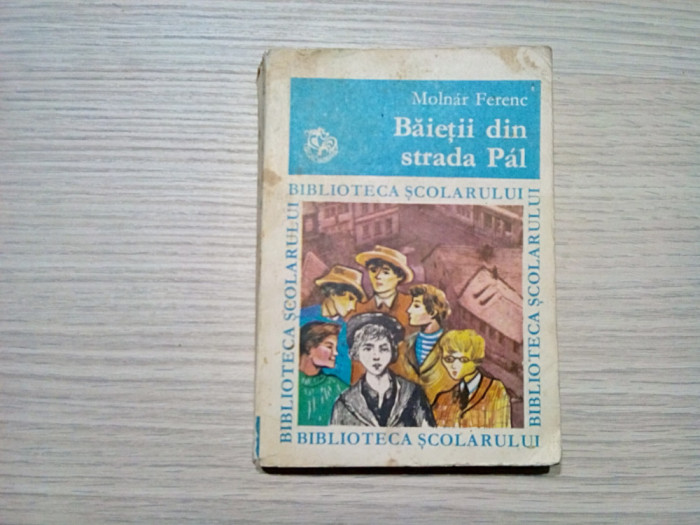 Molnár Ferenc
Băieții din
strada Pál
BIBLIOTECA ȘCOLARULUI
BIBLIOTECA ȘCOLARULUI
BIBLIOTECA ȘCOLARULUI
BIBLIOTECA ȘCOLARULUI